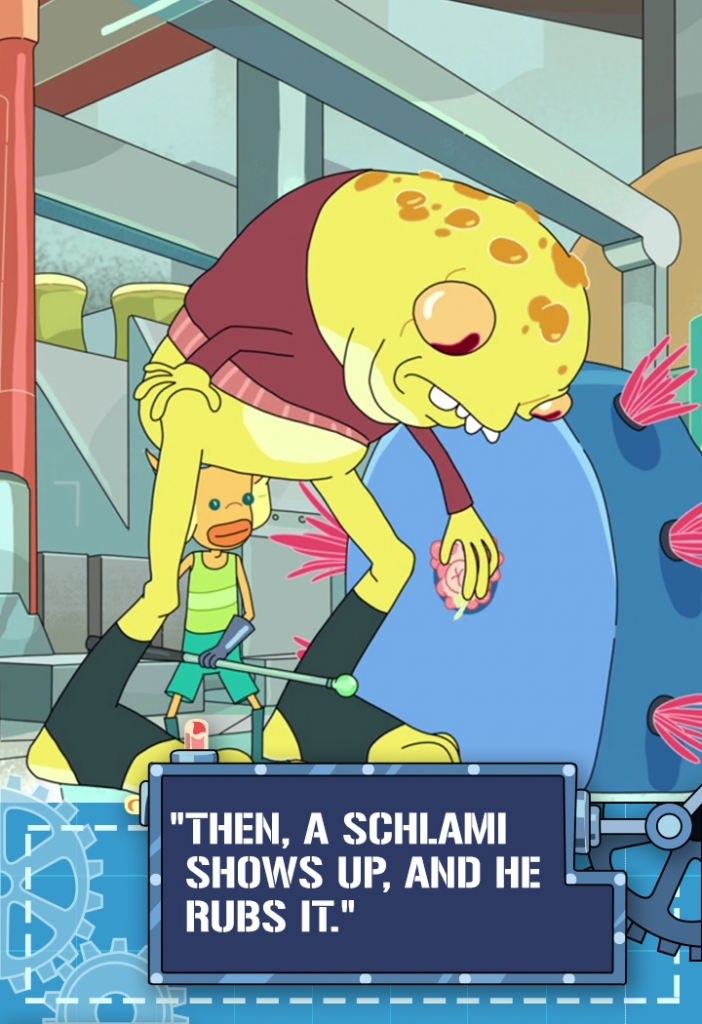 "THEN, A SCHLAMI
SHOWS UP, AND HE
RUBS IT."